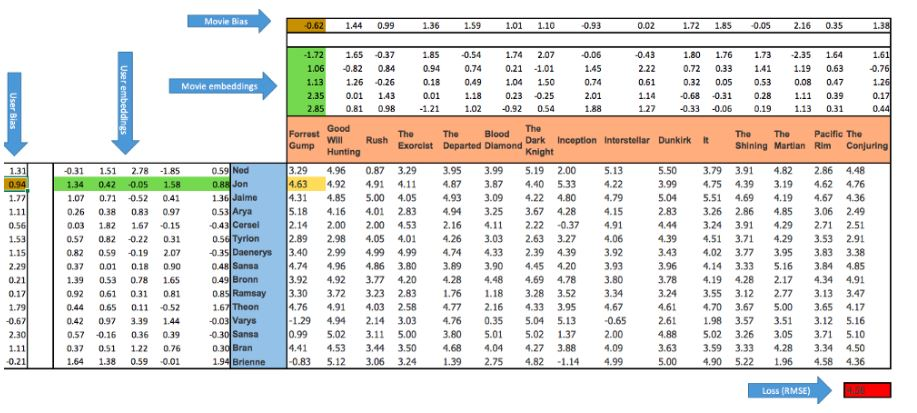 Movie Bias
-0.62 1.44 0.99 1.36 1.59 1.01 1.10 -0.93 0.02 1.72 1.85 -0.05 2.16 0.35 1.38
User Bias
User embeddings
Movie embeddings
-1.72 1.65 -0.37 1.85 -0.54 1.74 2.07 -0.06 -0.43 1.80 1.76 1.73 -2.35 1.64 1.61
1.06 -0.82 0.84 0.94 0.74 0.21 -1.01 1.45 2.22 0.72 0.33 1.41 1.19 0.63 -0.76
1.13 1.26 -0.26 0.18 0.49 1.04 1.50 0.74 0.61 0.32 0.05 0.53 0.08 0.47 1.26
2.35 0.01 1.43 0.01 1.18 0.23 -0.25 2.01 1.14 -0.68 -0.31 0.28 1.11 0.39 0.17
2.85 0.81 0.98 -1.21 1.02 -0.92 0.54 1.88 1.27 -0.33 -0.06 0.19 1.13 0.31 0.44
Forrest Gump Good Will Hunting Rush The Exorcist The Departed Blood Diamond The Dark Knight Inception Interstellar Dunkirk It The Shining The Martian Pacific Rim The Conjuring
1.31 -0.31 1.51 2.78 -1.85 0.59 Ned 3.29 4.96 0.87 3.29 3.95 3.99 5.19 2.00 5.13 5.50 3.79 3.91 4.82 2.86 4.48
0.94 1.34 0.42 -0.05 1.58 0.88 Jon 4.63 4.92 4.91 4.11 4.87 3.87 4.40 5.33 4.22 3.99 4.75 4.39 3.19 4.62 4.76
1.77 1.07 0.71 -0.52 0.41 1.36 Jaime 4.31 4.85 5.00 4.05 4.93 3.09 4.22 4.80 4.79 5.04 5.51 4.69 4.19 4.67 4.36
1.11 0.26 0.38 0.83 0.97 0.53 Arya 5.18 4.16 4.01 2.83 4.94 3.25 3.67 4.28 4.15 2.83 3.26 2.86 4.85 3.06 2.49
0.56 0.03 1.82 1.67 -0.15 -0.43 Cersel 2.14 2.00 2.00 4.53 2.16 4.11 2.22 -0.37 4.91 4.44 3.24 3.91 4.29 2.71 2.51
1.53 0.57 0.82 -0.22 0.31 0.56 Tyrion 2.89 2.98 4.05 4.01 4.26 3.03 2.63 3.27 4.06 4.39 4.51 3.71 4.29 3.53 2.91
1.15 0.82 0.59 -0.19 2.07 -0.35 Daenerys 3.40 2.99 4.99 4.99 4.74 4.33 2.39 4.39 3.92 3.43 4.02 3.77 3.95 3.83 3.38
2.29 0.37 0.01 0.18 0.90 0.48 Sansa 4.74 4.96 4.86 3.80 3.89 3.90 4.45 4.20 3.93 3.96 4.14 3.33 5.16 3.84 4.85
0.21 1.39 0.53 0.78 1.65 0.49 Bronn 3.92 4.92 3.77 4.20 4.28 4.48 4.69 4.78 3.80 3.78 4.19 4.28 2.17 4.34 4.91
0.17 0.92 0.61 0.31 0.81 0.85 Ramsay 3.30 3.72 3.23 2.83 1.76 1.18 3.28 3.52 3.34 3.24 3.55 3.12 2.77 3.13 3.47
1.79 0.44 0.65 0.11 -0.52 1.67 Theon 4.76 4.91 4.03 2.58 4.77 2.16 4.33 3.95 4.67 4.61 4.70 3.67 5.00 3.65 4.17
-0.67 0.42 0.97 3.39 1.44 -0.03 Varys -1.29 4.94 2.14 3.03 4.76 0.35 5.04 5.13 -0.65 2.61 1.98 3.57 3.51 3.12 5.16
2.30 0.57 -0.16 0.36 0.39 -0.30 Sansa 0.99 5.02 3.11 5.00 3.80 5.01 5.02 1.37 2.00 4.88 5.02 3.26 3.05 3.71 5.10
1.11 0.37 0.51 1.22 0.76 0.30 Bran 4.41 4.53 3.44 3.50 4.68 4.04 4.27 3.88 4.09 3.63 3.59 3.33 4.28 3.34 4.50
-0.21 1.64 1.38 0.59 -0.01 1.94 Brienne -0.83 5.12 3.06 3.24 1.39 2.75 4.82 -1.14 4.99 5.00 4.90 5.22 1.96 4.58 4.36
Loss (RMSE)